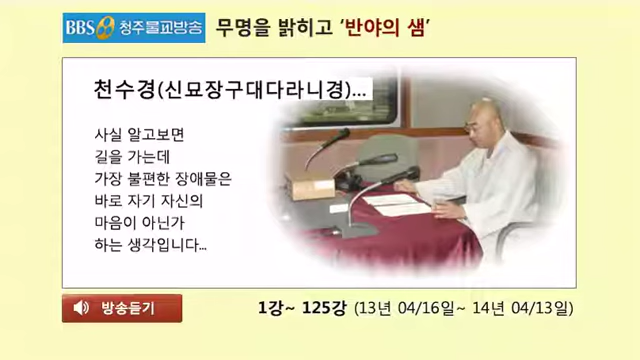 BBS 청주불교방송 무명을 밝히고 ‘반야의 샘’
천수경(신묘장구대다라니경)...
사실 알고보면
길을 가는데
가장 불편한 장애물은
바로 자기 자신의
마음이 아닌가
하는 생각입니다...
방송듣기 1강~ 125강 (13년 04/16일~ 14년 04/13일)